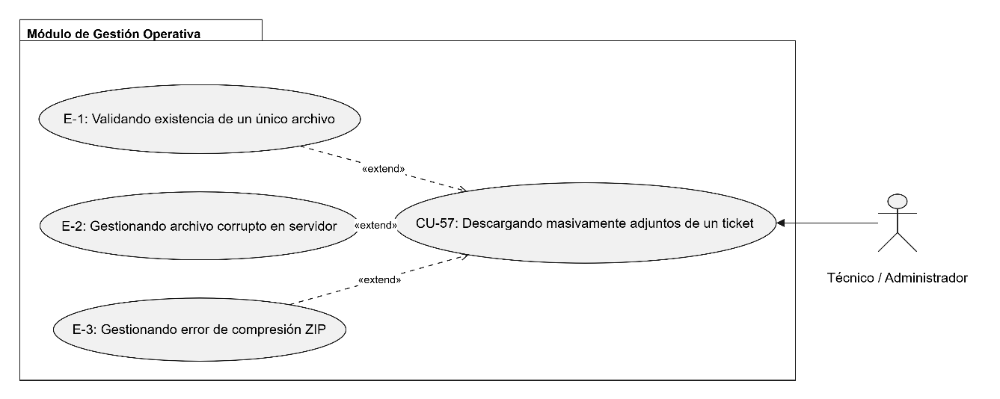 Módulo de Gestión Operativa
E-1: Validando existencia de un único archivo
«extend»
E-2: Gestionando archivo corrupto en servidor
«extend»
CU-57: Descargando masivamente adjuntos de un ticket
Técnico / Administrador
«extend»
E-3: Gestionando error de compresión ZIP